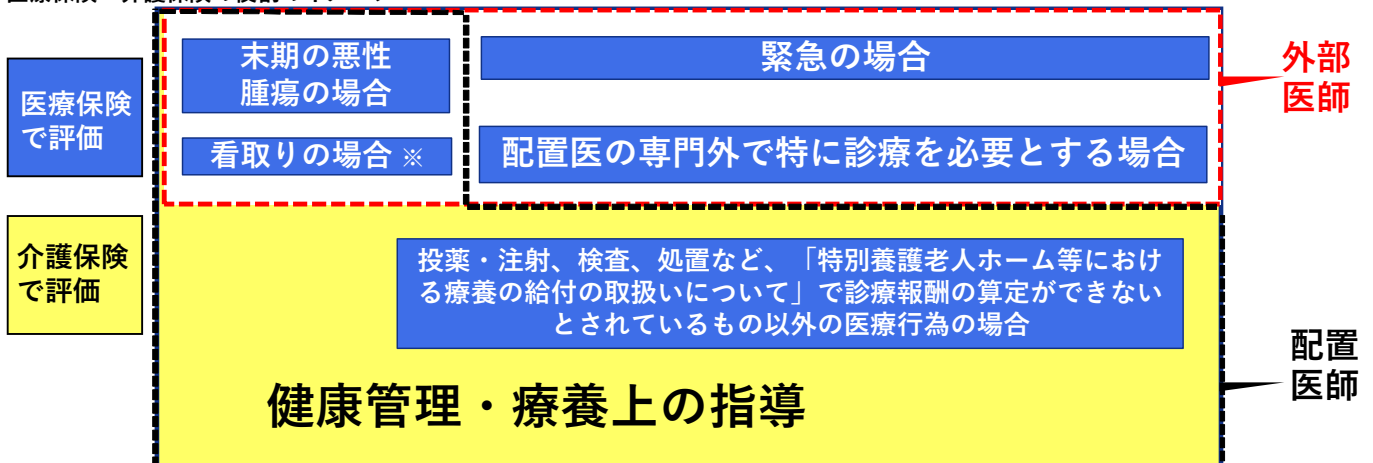 医療保険
で評価
介護保険
で評価
末期の悪性
腫瘍の場合
看取りの場合 ※
緊急の場合
配置医の専門外で特に診療を必要とする場合
外部
医師
投薬・注射、検査、処置など、「特別養護老人ホーム等におけ
る療養の給付の取扱いについて」で診療報酬の算定ができない
とされているもの以外の医療行為の場合
健康管理・療養上の指導
配置
医師